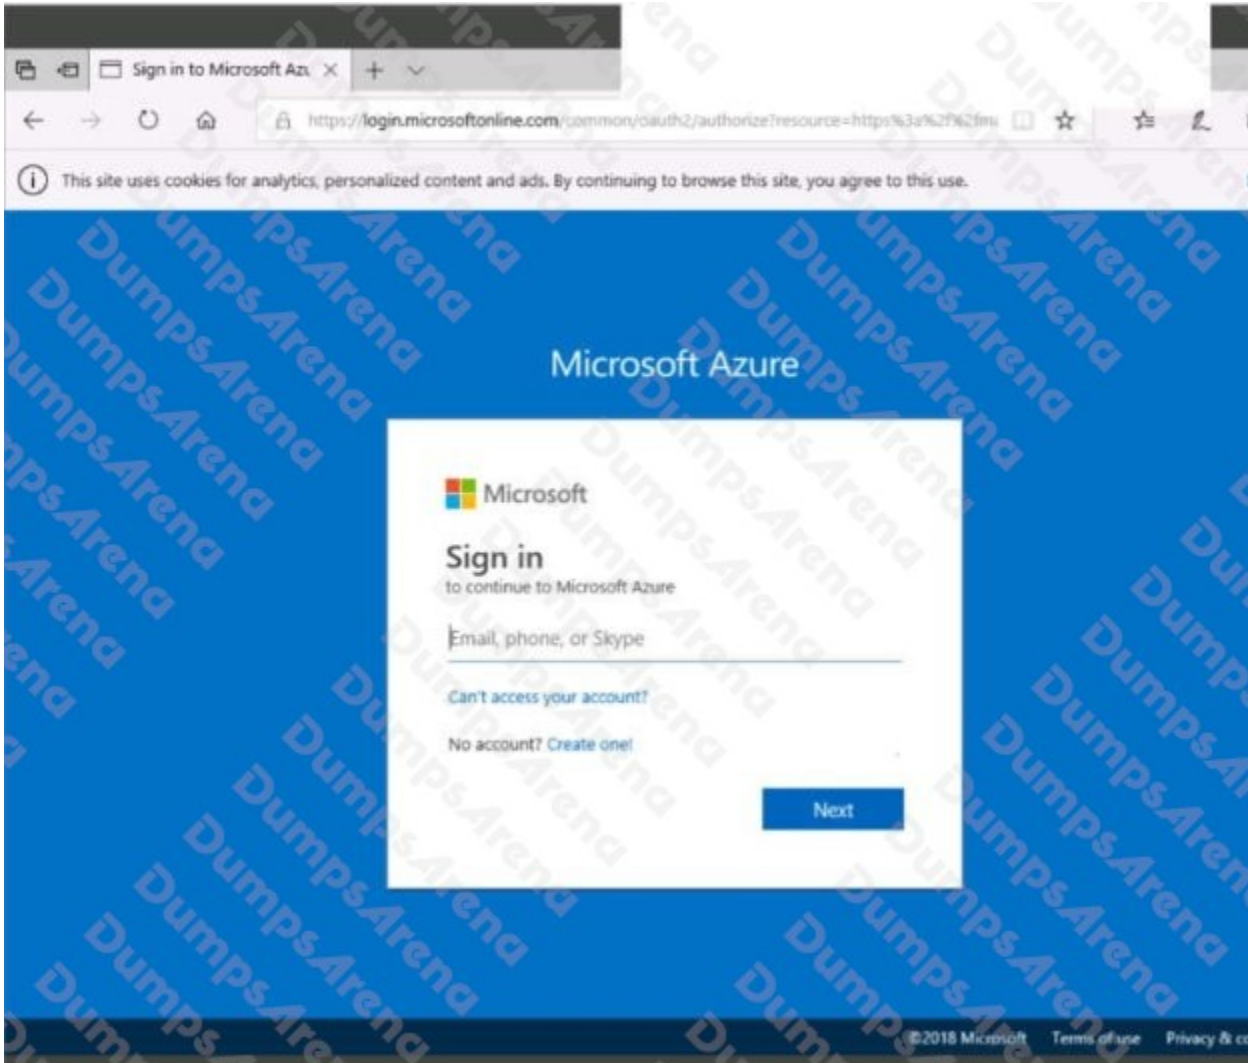 Sign in to Microsoft Azu
https://login.microsoftonline.com/common/oauth2/authorize?resource=https%3a%2f%2fma
This site uses cookies for analytics, personalized content and ads. By continuing to browse this site, you agree to this use.
Microsoft Azure
Microsoft
Sign in
to continue to Microsoft Azure
Email, phone, or Skype
Can't access your account?
No account? Create one!
Next
©2018 Microsoft Terms of use Privacy & co
DumpsArena